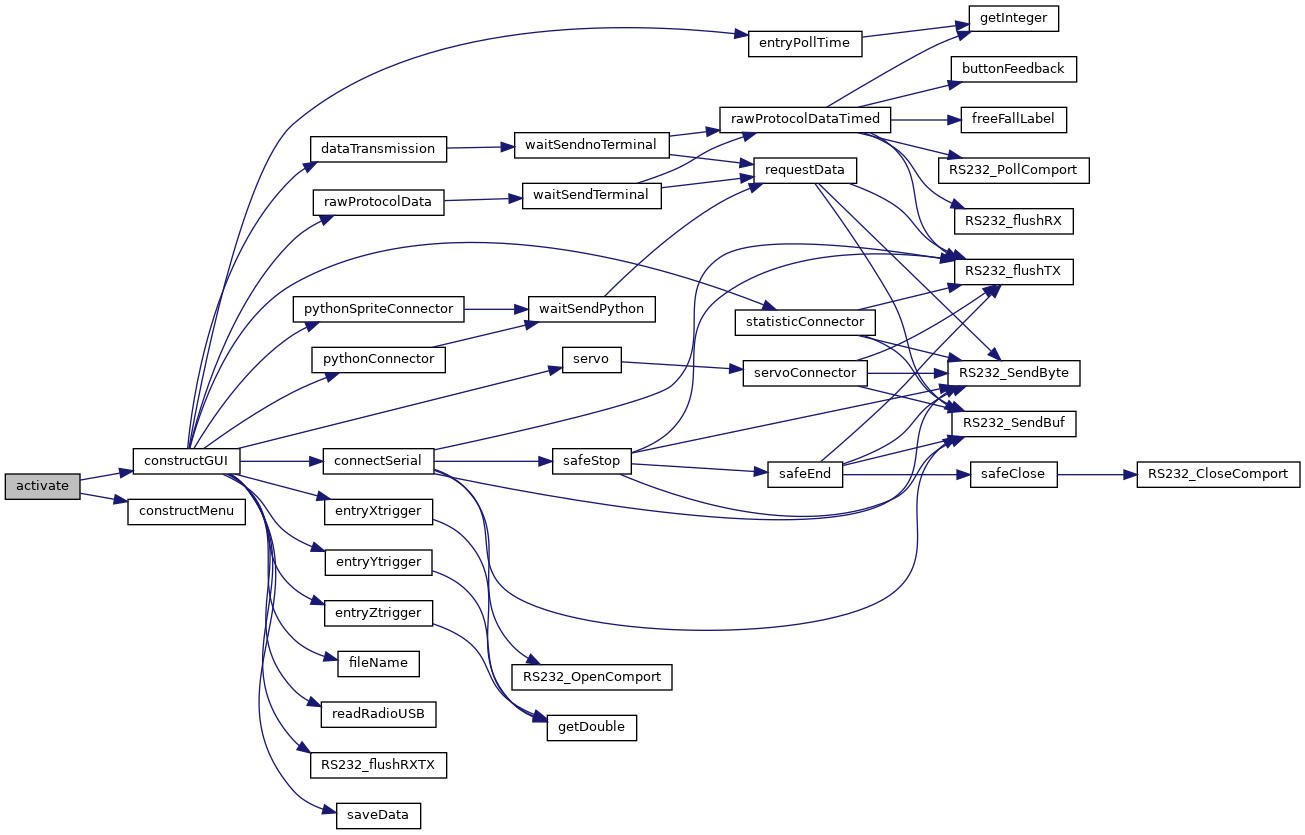 getInteger
entryPollTime
buttonFeedback
rawProtocolDataTimed
freeFallLabel
dataTransmission
waitSendnoTerminal
requestData
RS232_PollComport
rawProtocolData
waitSendTerminal
RS232_flushRX
RS232_flushTX
pythonSpriteConnector
waitSendPython
statisticConnector
pythonConnector
servo
servoConnector
RS232_SendByte
RS232_SendBuf
constructGUI
connectSerial
safeStop
safeEnd
safeClose
RS232_CloseComport
activate
constructMenu
entryXtrigger
entryYtrigger
entryZtrigger
fileName
RS232_OpenComport
readRadioUSB
getDouble
RS232_flushRXTX
saveData